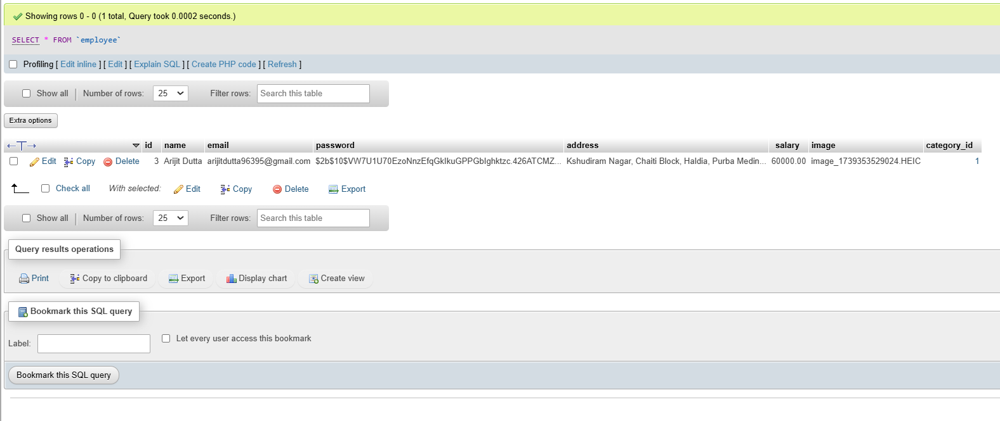 Showing rows 0 - 0 (1 total, Query took 0.0002 seconds.)
SELECT * FROM `employee`
Profiling [ Edit inline ] [ Edit ] [ Explain SQL ] [ Create PHP code ] [ Refresh ]
Show all Number of rows: 25 Filter rows: Search this table
Extra options
id name email password address salary image category_id
Edit Copy Delete 3 Arijit Dutta arijitdutta96395@gmail.com $2b$10$VW7U1U70EzoNnzEfqGkIkuGPPGbIghktzc.426ATCMZ... Kshudiram Nagar, Chaiti Block, Haldia, Purba Medin... 60000.00 image_1739353529024.HEIC 1
Check all With selected: Edit Copy Delete Export
Show all Number of rows: 25 Filter rows: Search this table
Query results operations
Print Copy to clipboard Export Display chart Create view
Bookmark this SQL query
Label: Let every user access this bookmark
Bookmark this SQL query